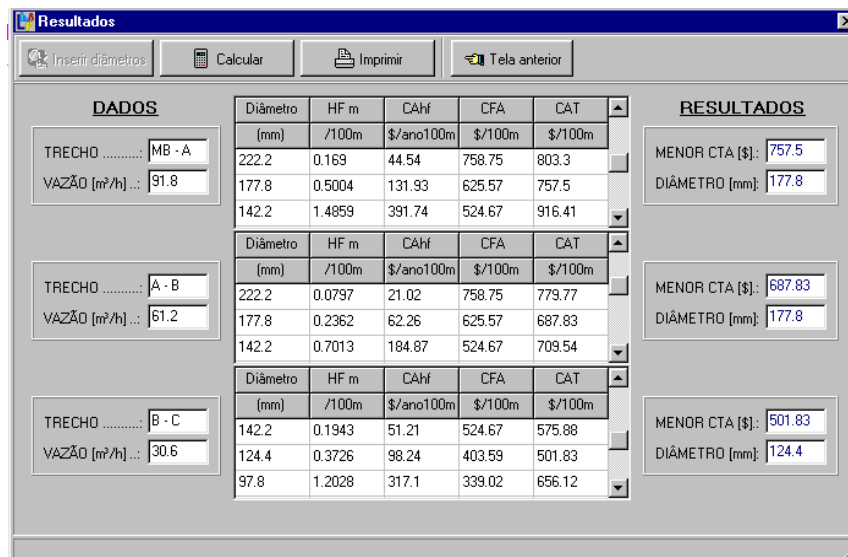 Resultados
Inserir diâmetros Calcular Imprimir Tela anterior
DADOS
TRECHO ..........: MB - A
VAZÃO [m³/h] ..: 91.8
Diâmetro HF m CAhf CFA CAT
(mm) /100m $/ano100m $/100m $/100m
222.2 0.169 44.54 758.75 803.3
177.8 0.5004 131.93 625.57 757.5
142.2 1.4859 391.74 524.67 916.41
RESULTADOS
MENOR CTA [$].: 757.5
DIÂMETRO [mm]: 177.8
TRECHO ..........: A - B
VAZÃO [m³/h] ..: 61.2
Diâmetro HF m CAhf CFA CAT
(mm) /100m $/ano100m $/100m $/100m
222.2 0.0797 21.02 758.75 779.77
177.8 0.2362 62.26 625.57 687.83
142.2 0.7013 184.87 524.67 709.54
MENOR CTA [$].: 687.83
DIÂMETRO [mm]: 177.8
TRECHO ..........: B - C
VAZÃO [m³/h] ..: 30.6
Diâmetro HF m CAhf CFA CAT
(mm) /100m $/ano100m $/100m $/100m
142.2 0.1943 51.21 524.67 575.88
124.4 0.3726 98.24 403.59 501.83
97.8 1.2028 317.1 339.02 656.12
MENOR CTA [$].: 501.83
DIÂMETRO [mm]: 124.4